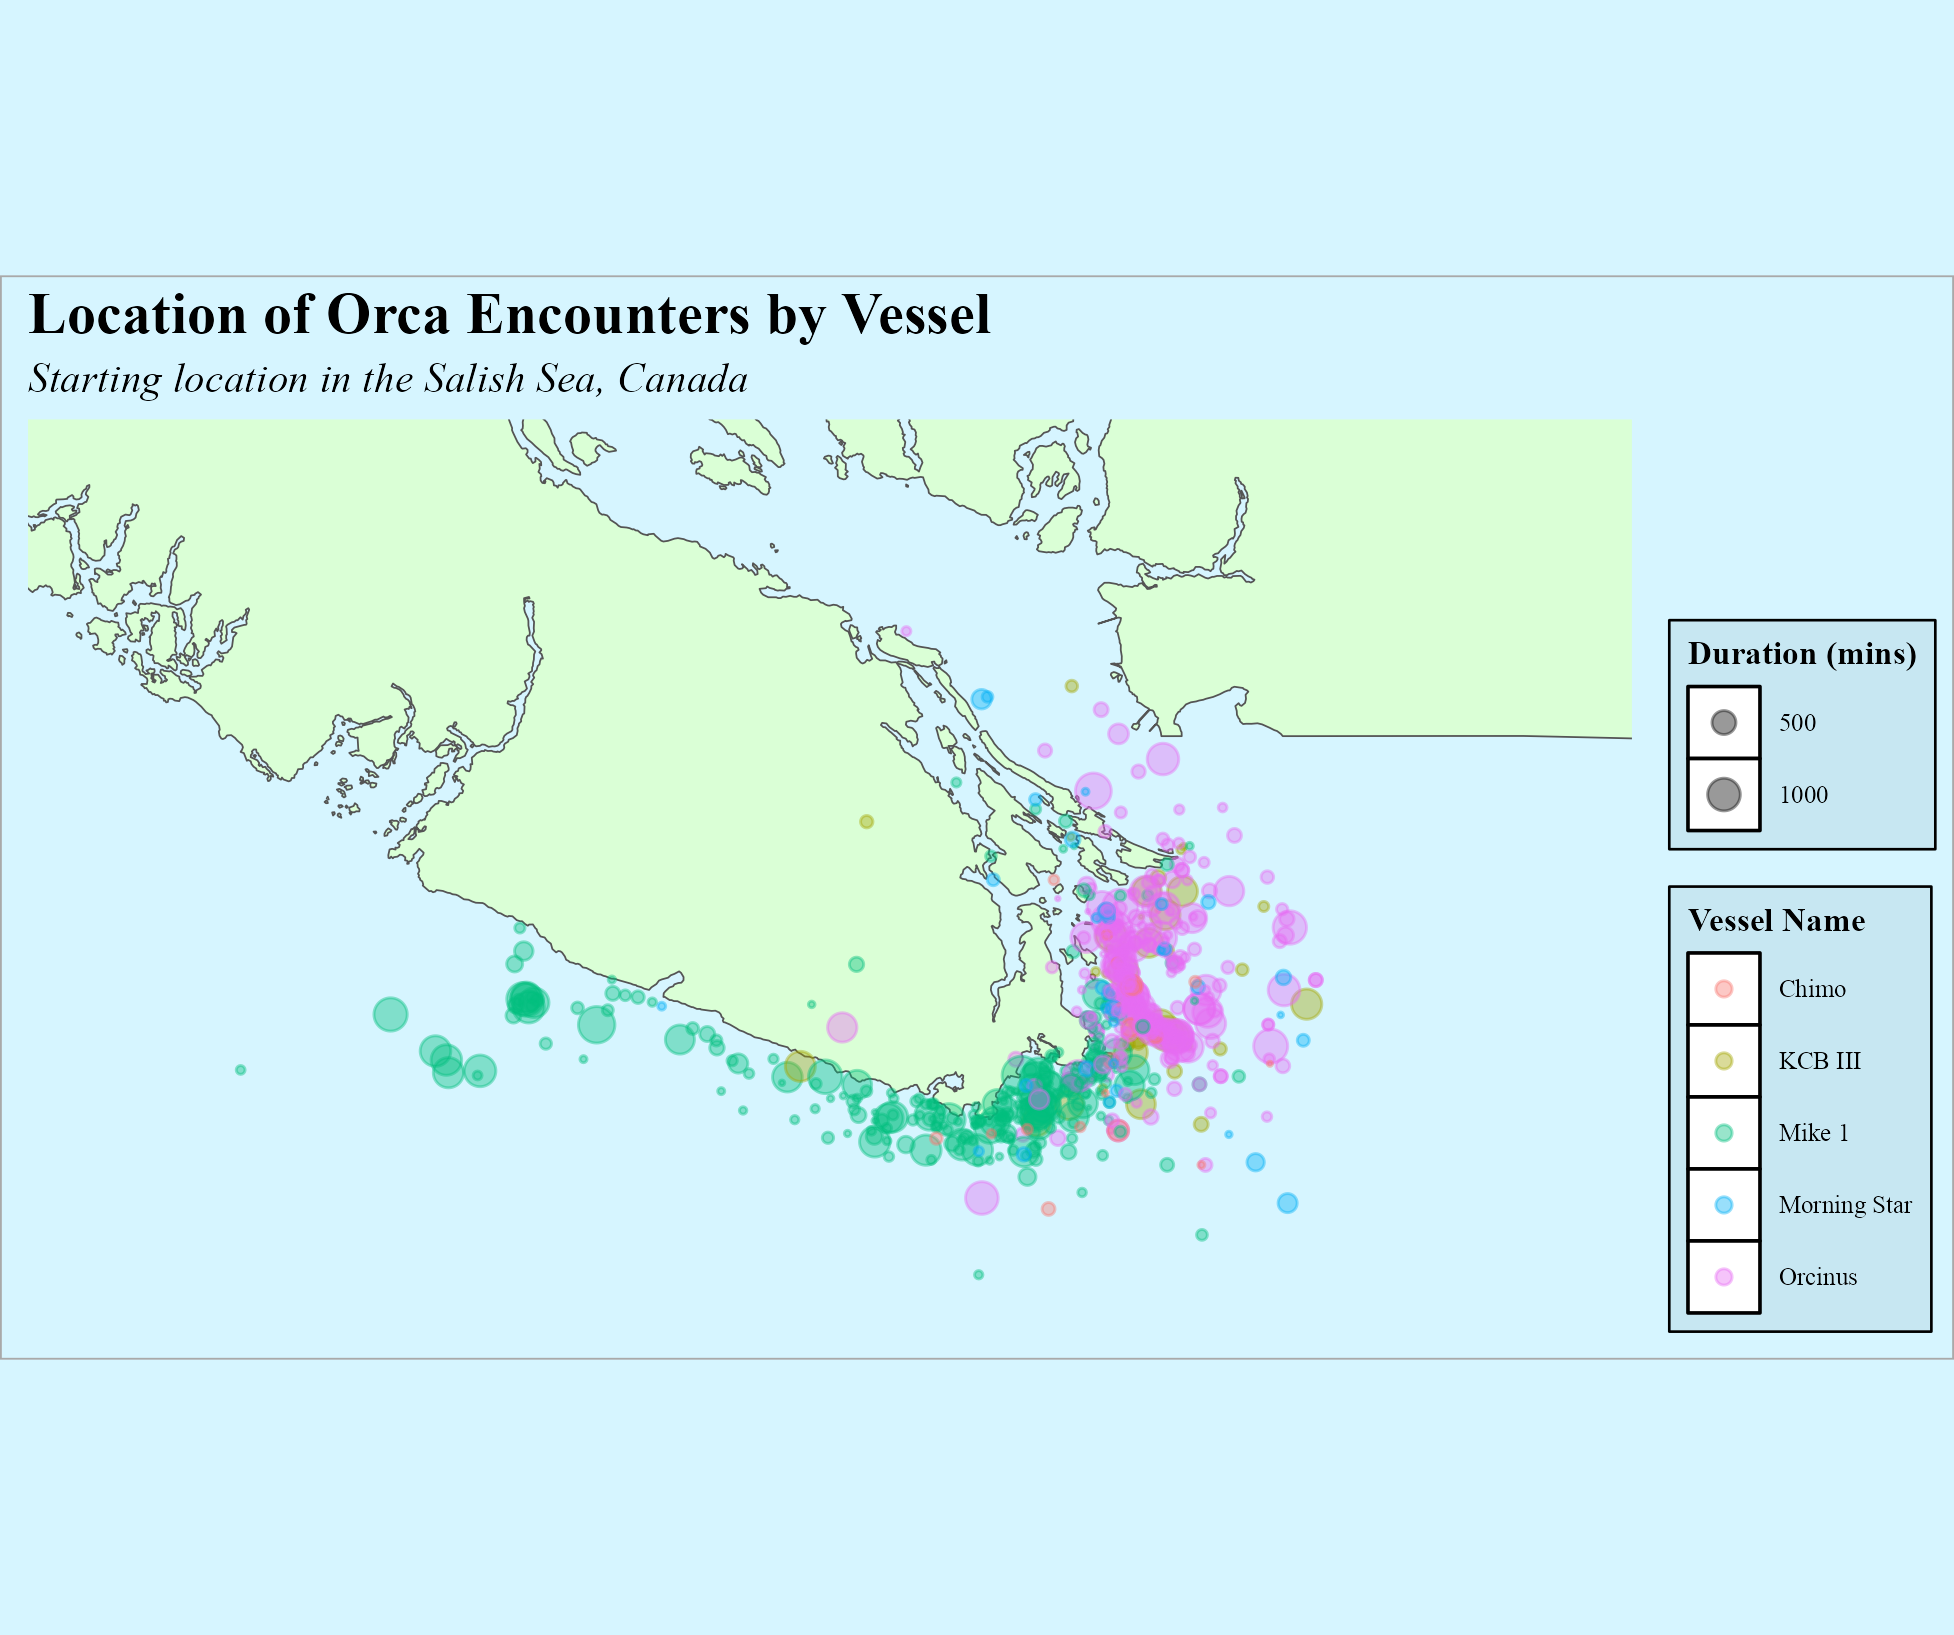 Location of Orca Encounters by Vessel
Starting location in the Salish Sea, Canada
Duration (mins)
500
1000
Vessel Name
Chimo
KCB III
Mike 1
Morning Star
Orcinus